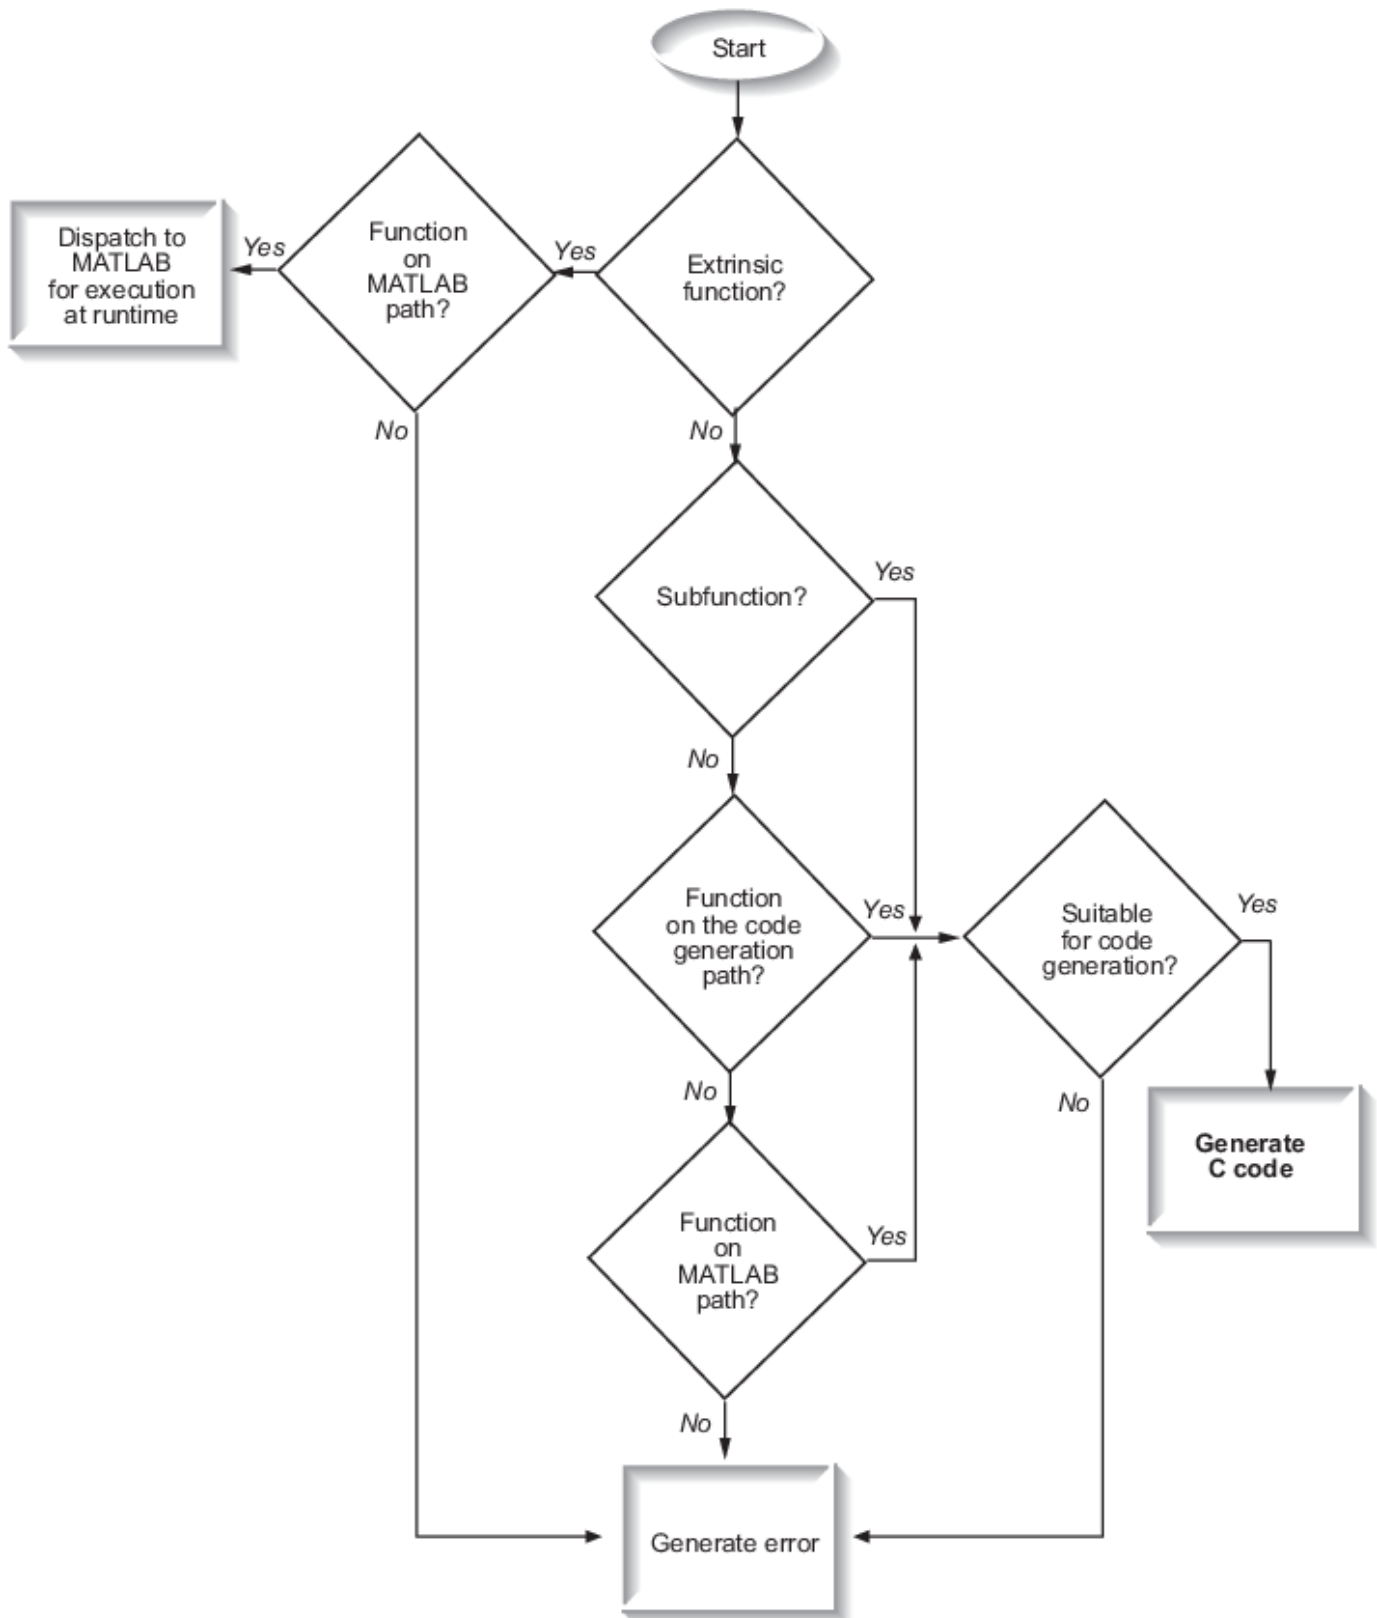 Start
Extrinsic
function?
Yes
Function
on
MATLAB
path?
Yes
Dispatch to
MATLAB
for execution
at runtime
No
No
Subfunction?
Yes
No
Function
on the code
generation
path?
Yes
Suitable
for code
generation?
Yes
No
Generate
C code
No
Function
on
MATLAB
path?
Yes
No
Generate error